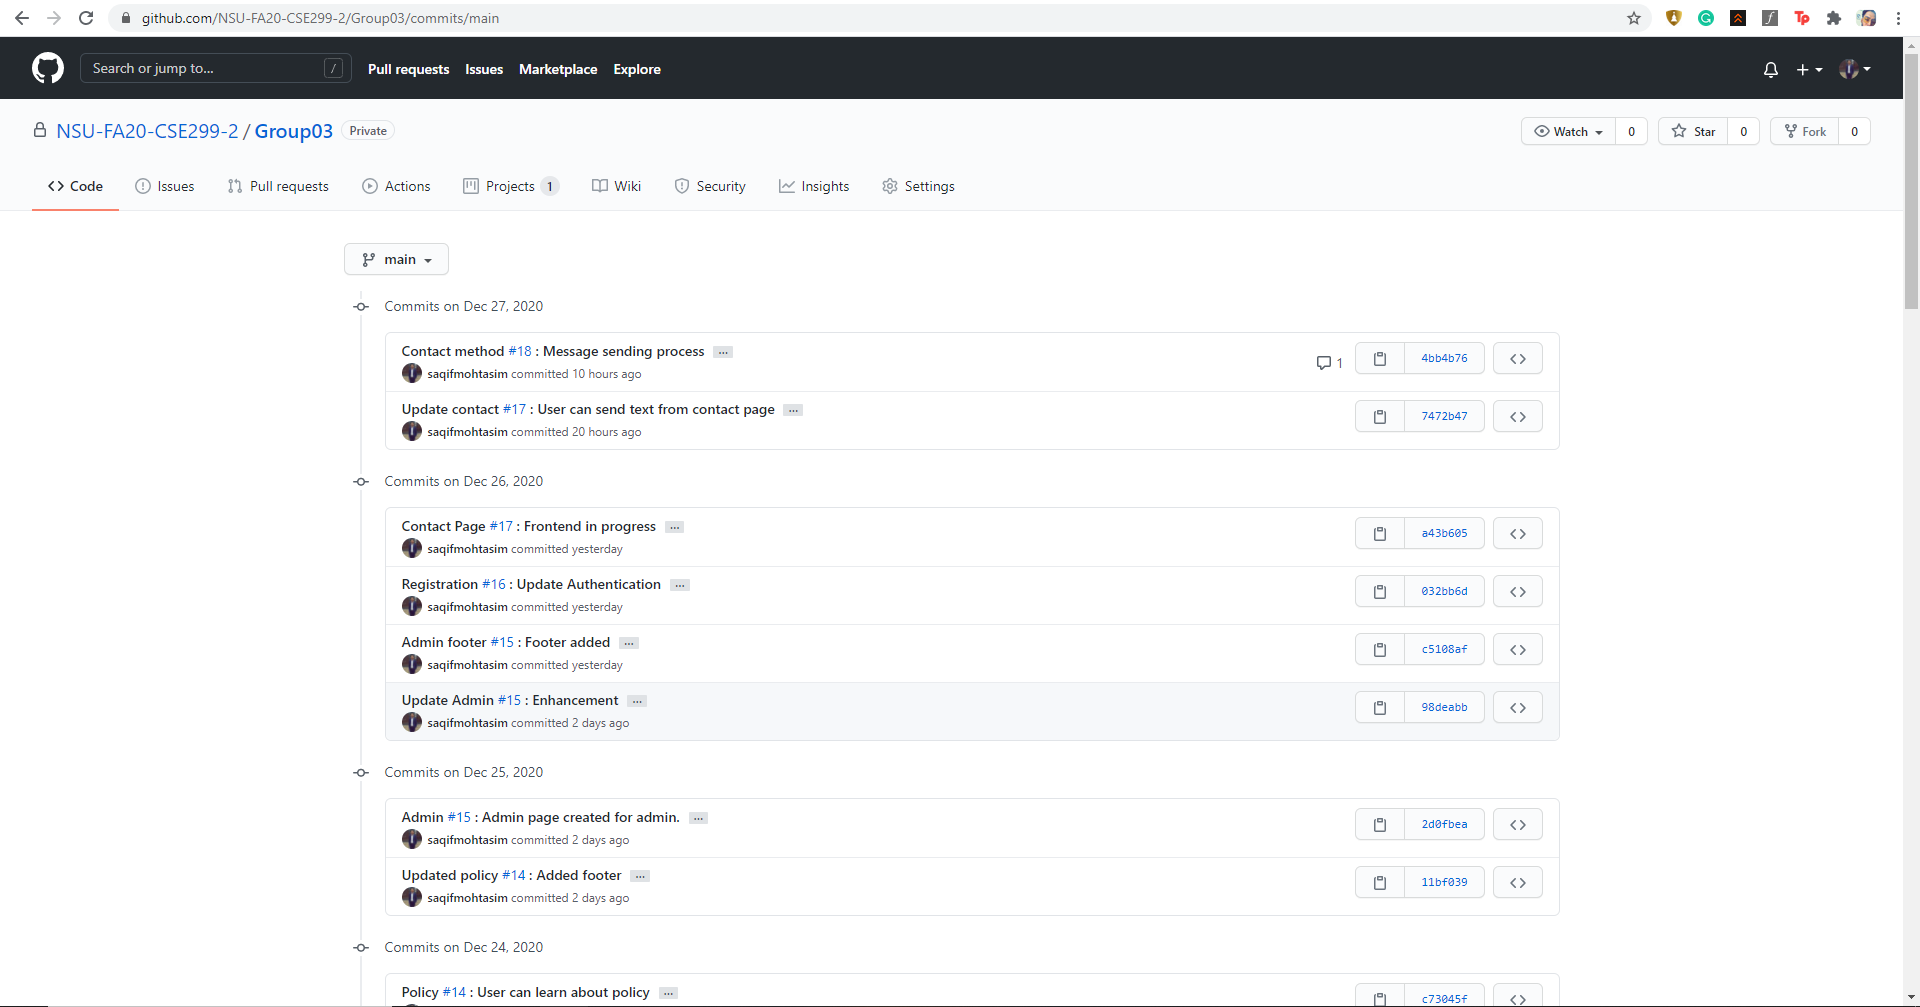 github.com/NSU-FA20-CSE299-2/Group03/commits/main
Search or jump to... /
Pull requests Issues Marketplace Explore
NSU-FA20-CSE299-2 / Group03 Private
Watch 0 Star 0 Fork 0
Code Issues Pull requests Actions Projects 1 Wiki Security Insights Settings
main
Commits on Dec 27, 2020
Contact method #18 : Message sending process ...
saqifmohtasim committed 10 hours ago
1 4bb4b76
Update contact #17 : User can send text from contact page ...
saqifmohtasim committed 20 hours ago
7472b47
Commits on Dec 26, 2020
Contact Page #17 : Frontend in progress ...
saqifmohtasim committed yesterday
a43b605
Registration #16 : Update Authentication ...
saqifmohtasim committed yesterday
032bb6d
Admin footer #15 : Footer added ...
saqifmohtasim committed yesterday
c5108af
Update Admin #15 : Enhancement ...
saqifmohtasim committed 2 days ago
98deabb
Commits on Dec 25, 2020
Admin #15 : Admin page created for admin. ...
saqifmohtasim committed 2 days ago
2d0fbea
Updated policy #14 : Added footer ...
saqifmohtasim committed 2 days ago
11bf039
Commits on Dec 24, 2020
Policy #14 : User can learn about policy ...
c73045f